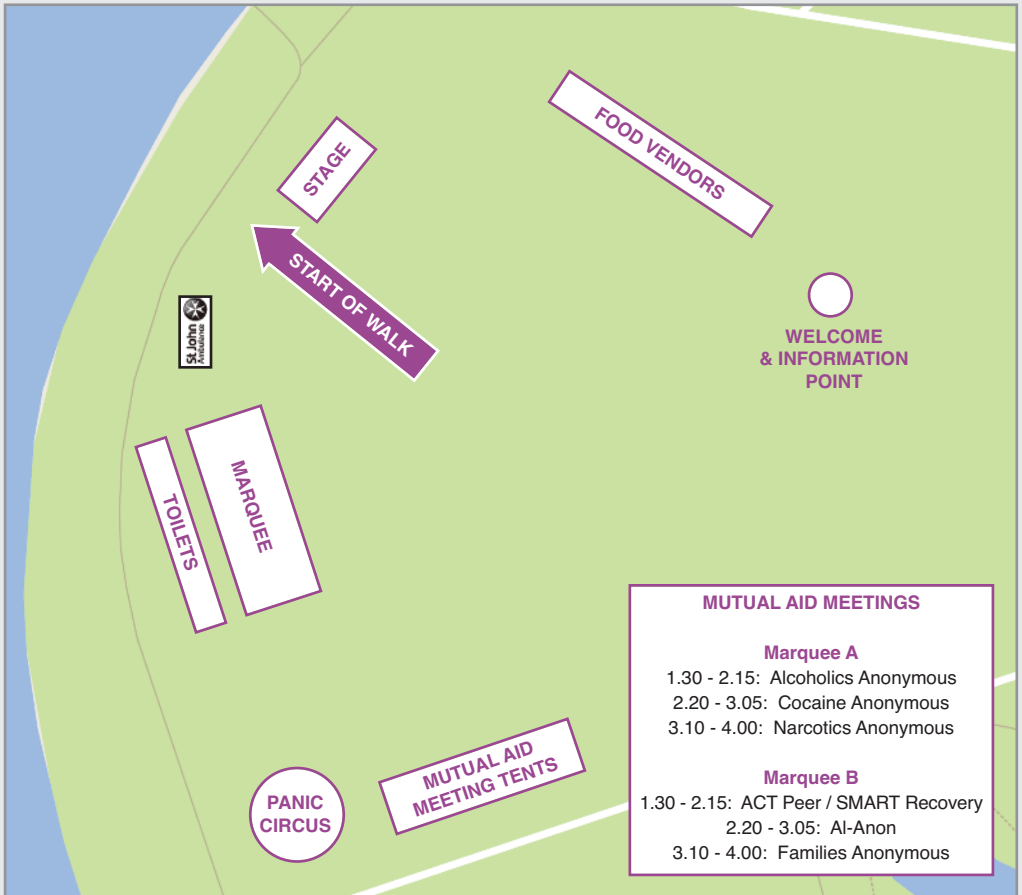 FOOD VENDORS
STAGE
START OF WALK
St John
Ambulance
WELCOME
& INFORMATION
POINT
MARQUEE
TOILETS
MUTUAL AID MEETINGS
Marquee A
1.30 - 2.15: Alcoholics Anonymous
2.20 - 3.05: Cocaine Anonymous
3.10 - 4.00: Narcotics Anonymous
Marquee B
1.30 - 2.15: ACT Peer / SMART Recovery
2.20 - 3.05: Al-Anon
3.10 - 4.00: Families Anonymous
MUTUAL AID
MEETING TENTS
PANIC
CIRCUS